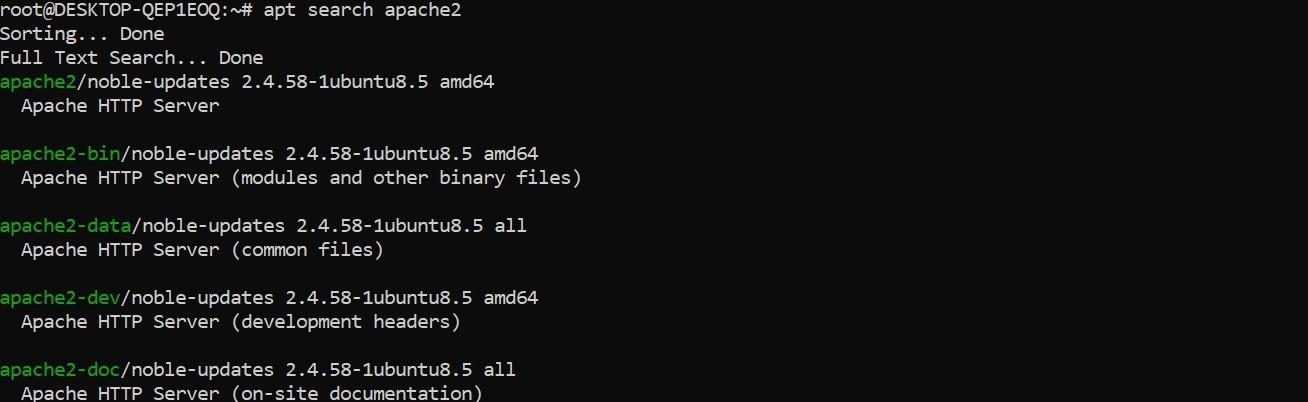 root@DESKTOP-QEP1EOQ:~# apt search apache2
Sorting... Done
Full Text Search... Done
apache2/noble-updates 2.4.58-1ubuntu8.5 amd64
  Apache HTTP Server

apache2-bin/noble-updates 2.4.58-1ubuntu8.5 amd64
  Apache HTTP Server (modules and other binary files)

apache2-data/noble-updates 2.4.58-1ubuntu8.5 all
  Apache HTTP Server (common files)

apache2-dev/noble-updates 2.4.58-1ubuntu8.5 amd64
  Apache HTTP Server (development headers)

apache2-doc/noble-updates 2.4.58-1ubuntu8.5 all
  Apache HTTP Server (on-site documentation)